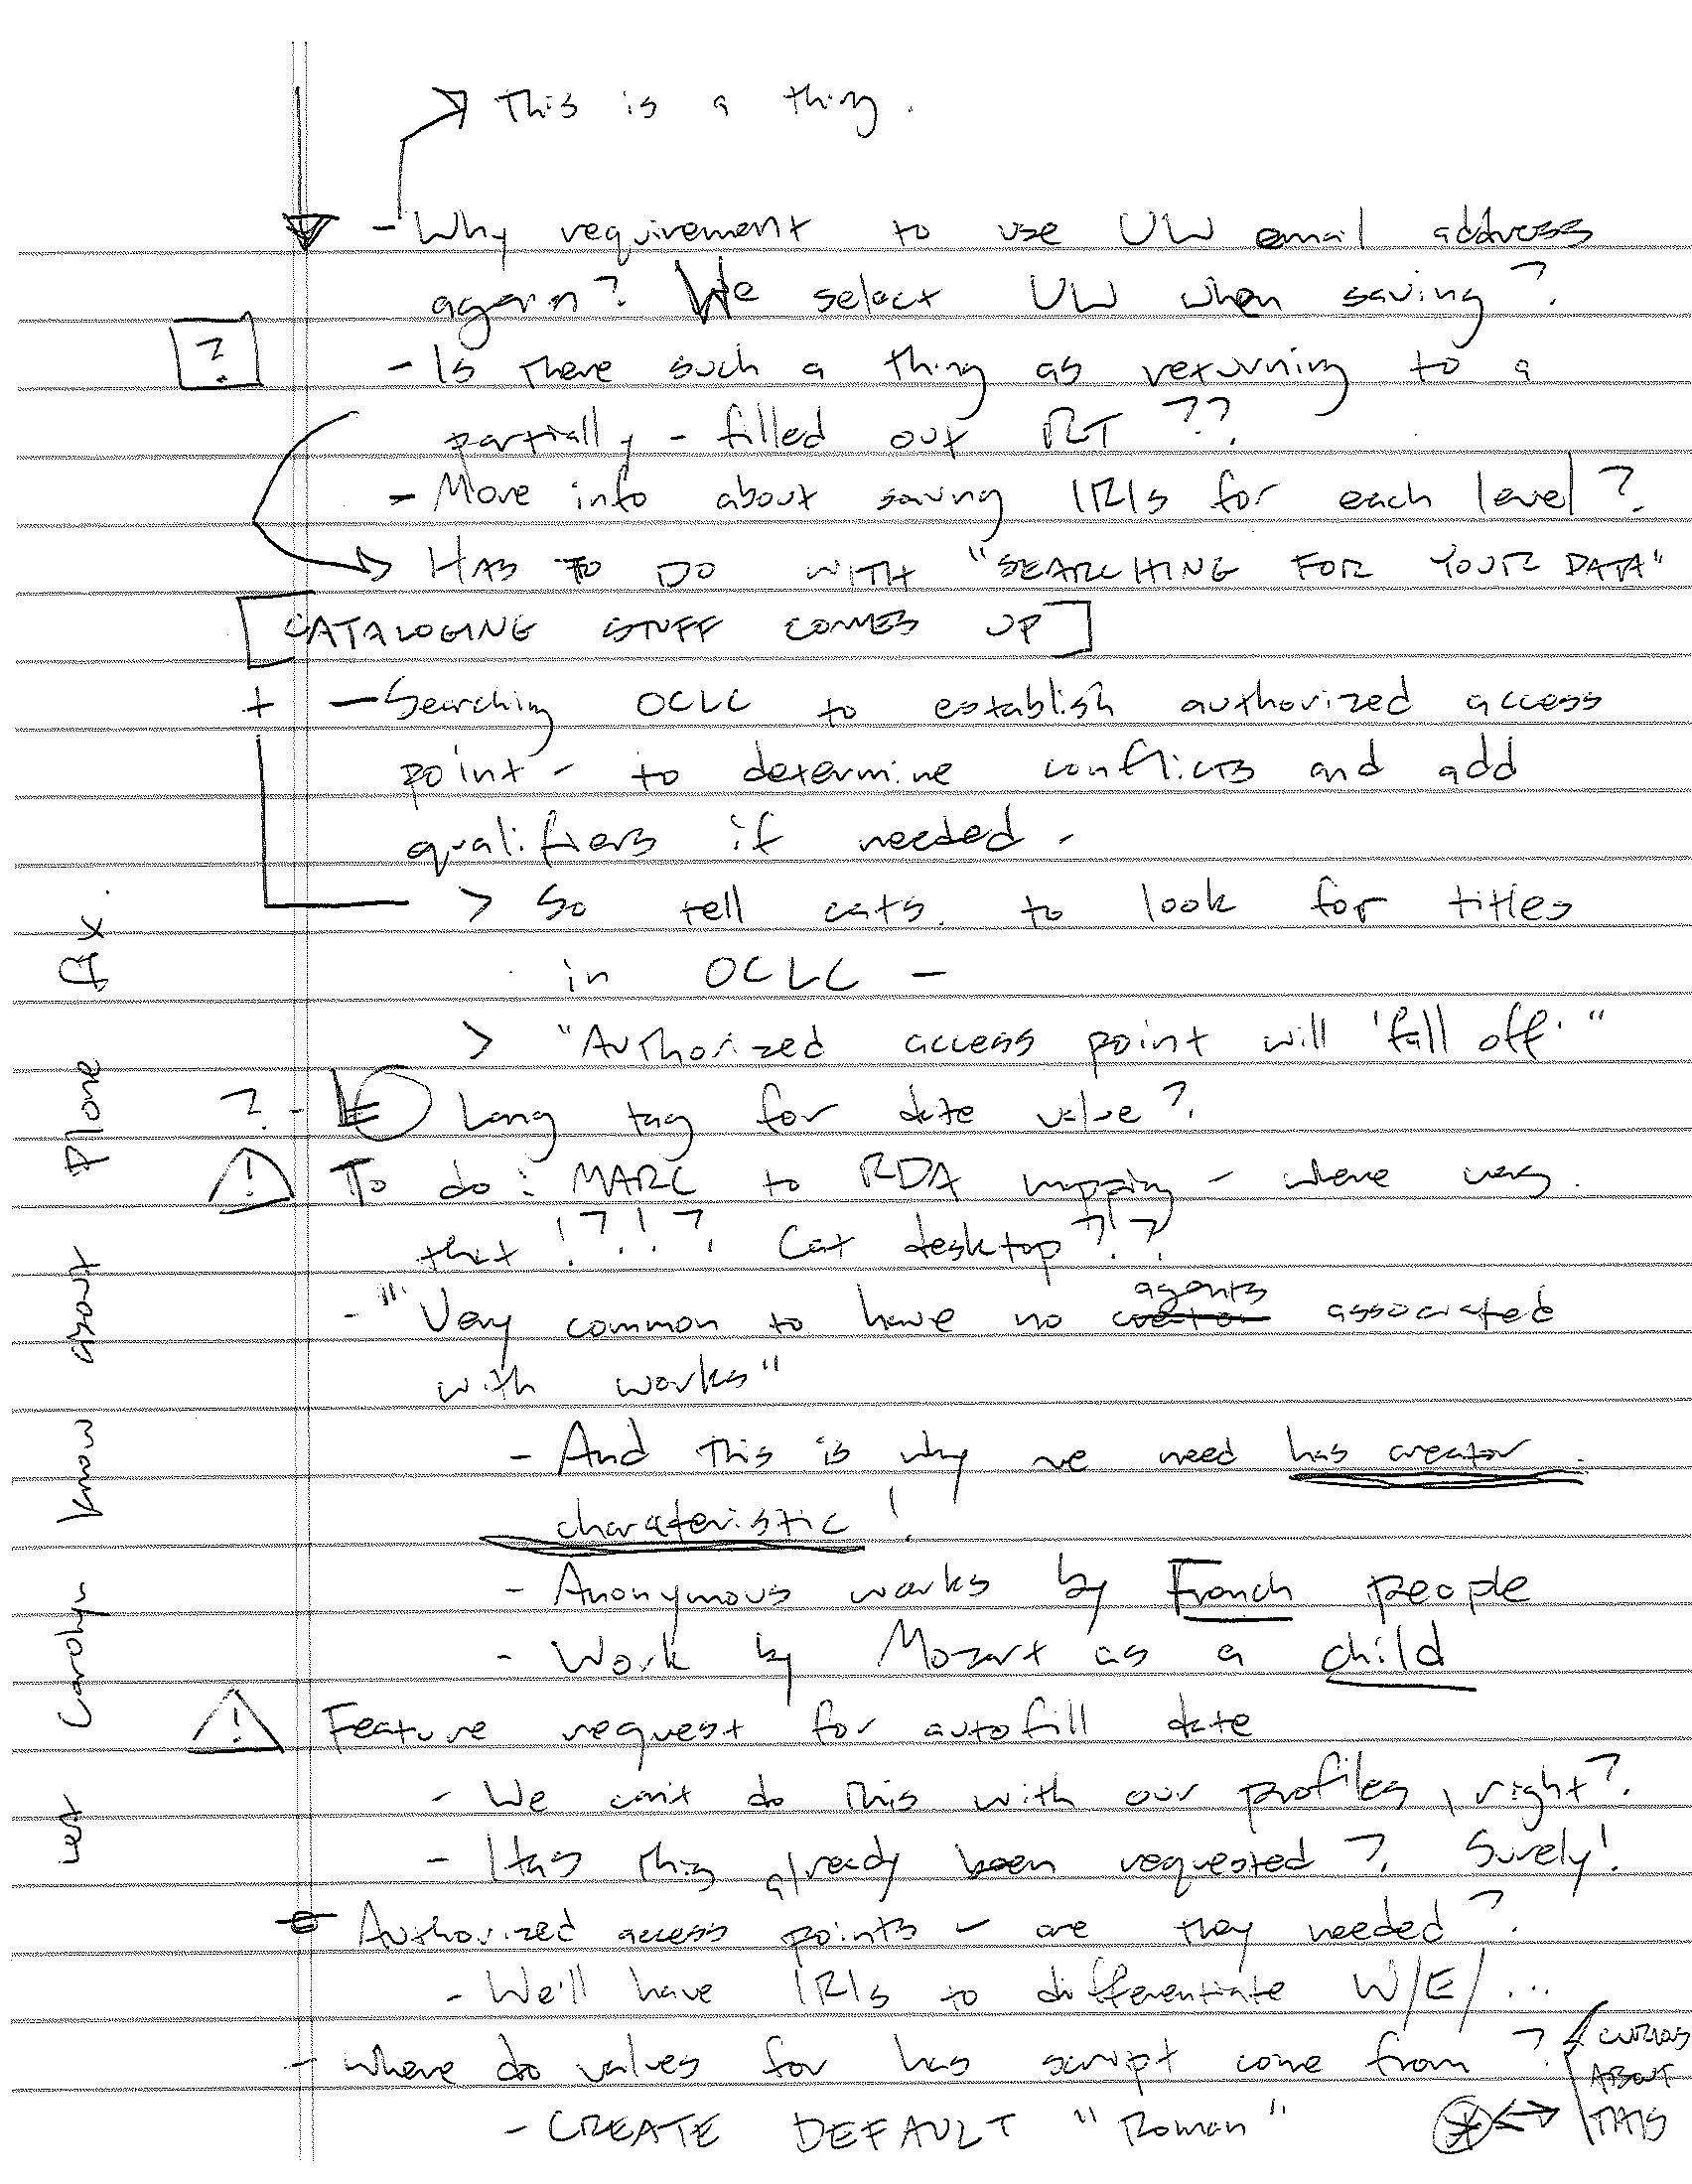 This is a thing.
- Why requirement to use UW email address
again? We select UW when saving?
?
- Is there such a thing as returning to a
partially-filled out RT??
- More info about saving IRIs for each level?
HAS TO DO WITH "SEARCHING FOR YOUR DATA"
[CATALOGING STUFF COMES UP]
+ - Searching OCLC to establish authorized access
point - to determine conflicts and add
qualifiers if needed -
> So tell cats. to look for titles
in OCLC -
> "Authorized access point will 'fall off'"
? - Lang tag for date value?
! To do: MARC to RDA mapping - where was
that!?!? Cat desktop???
- "Very common to have no creator agents associated
with works"
- And this is why we need has creator
charateristic!
- Anonymous works by French people
- Work by Mozart as a child
! Feature request for autofill date
- We can't do this with our profiles, right?
- Has this already been requested? Surely!
Authorized access points - are they needed?
- We'll have IRIs to differentiate W/E/...
- where do values for has script come from?
CURIOUS
ABOUT
THIS
- CREATE DEFAULT "Roman"
Let Carolyn know about Plone fix.